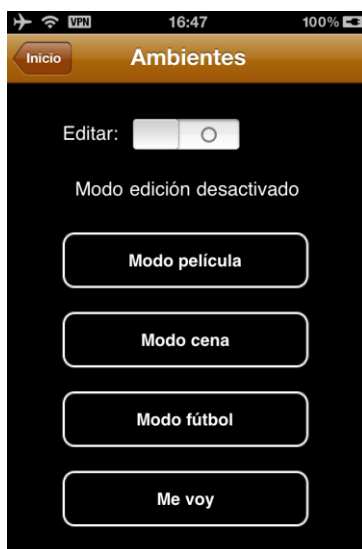 VPN 16:47 100%
Inicio Ambientes
Editar:
Modo edición desactivado
Modo película
Modo cena
Modo fútbol
Me voy